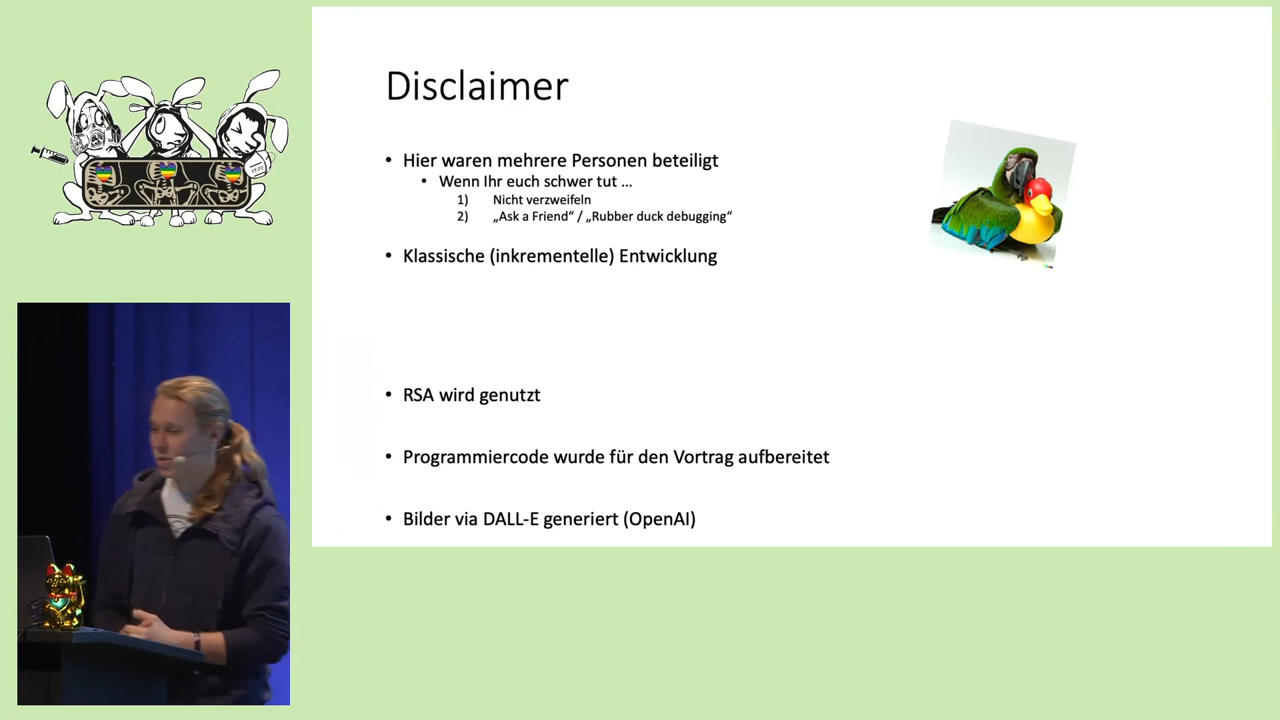 Disclaimer
• Hier waren mehrere Personen beteiligt
• Wenn Ihr euch schwer tut ...
1) Nicht verzweifeln
2) „Ask a Friend“ / „Rubber duck debugging“
• Klassische (inkrementelle) Entwicklung
• RSA wird genutzt
• Programmiercode wurde für den Vortrag aufbereitet
• Bilder via DALL-E generiert (OpenAI)